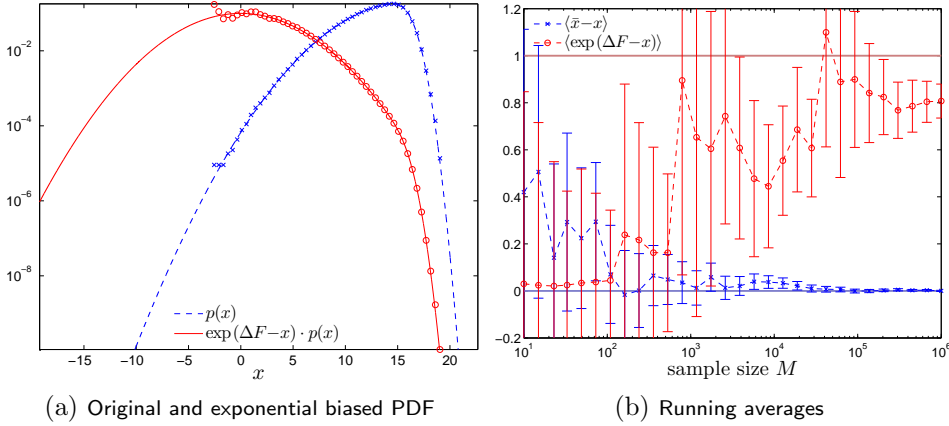 10^{-2}
10^{-4}
10^{-6}
10^{-8}
−15 −10 −5 0 5 10 15 20
x
p(x)
exp(ΔF−x) · p(x)
(a) Original and exponential biased PDF
⟨x̄−x⟩
⟨exp(ΔF−x)⟩
1.2
1
0.8
0.6
0.4
0.2
0
−0.2
10^1 10^2 10^3 10^4 10^5 10^6
sample size M
(b) Running averages